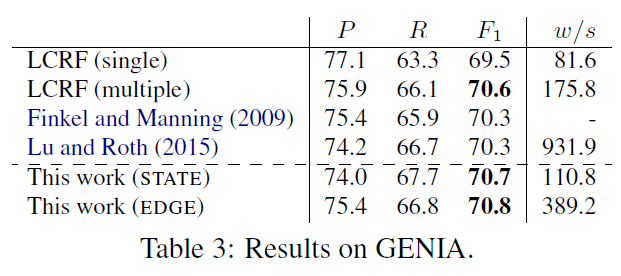 P R F1 w/s
LCRF (single) 77.1 63.3 69.5 81.6
LCRF (multiple) 75.9 66.1 70.6 175.8
Finkel and Manning (2009) 75.4 65.9 70.3 -
Lu and Roth (2015) 74.2 66.7 70.3 931.9
This work (STATE) 74.0 67.7 70.7 110.8
This work (EDGE) 75.4 66.8 70.8 389.2
Table 3: Results on GENIA.